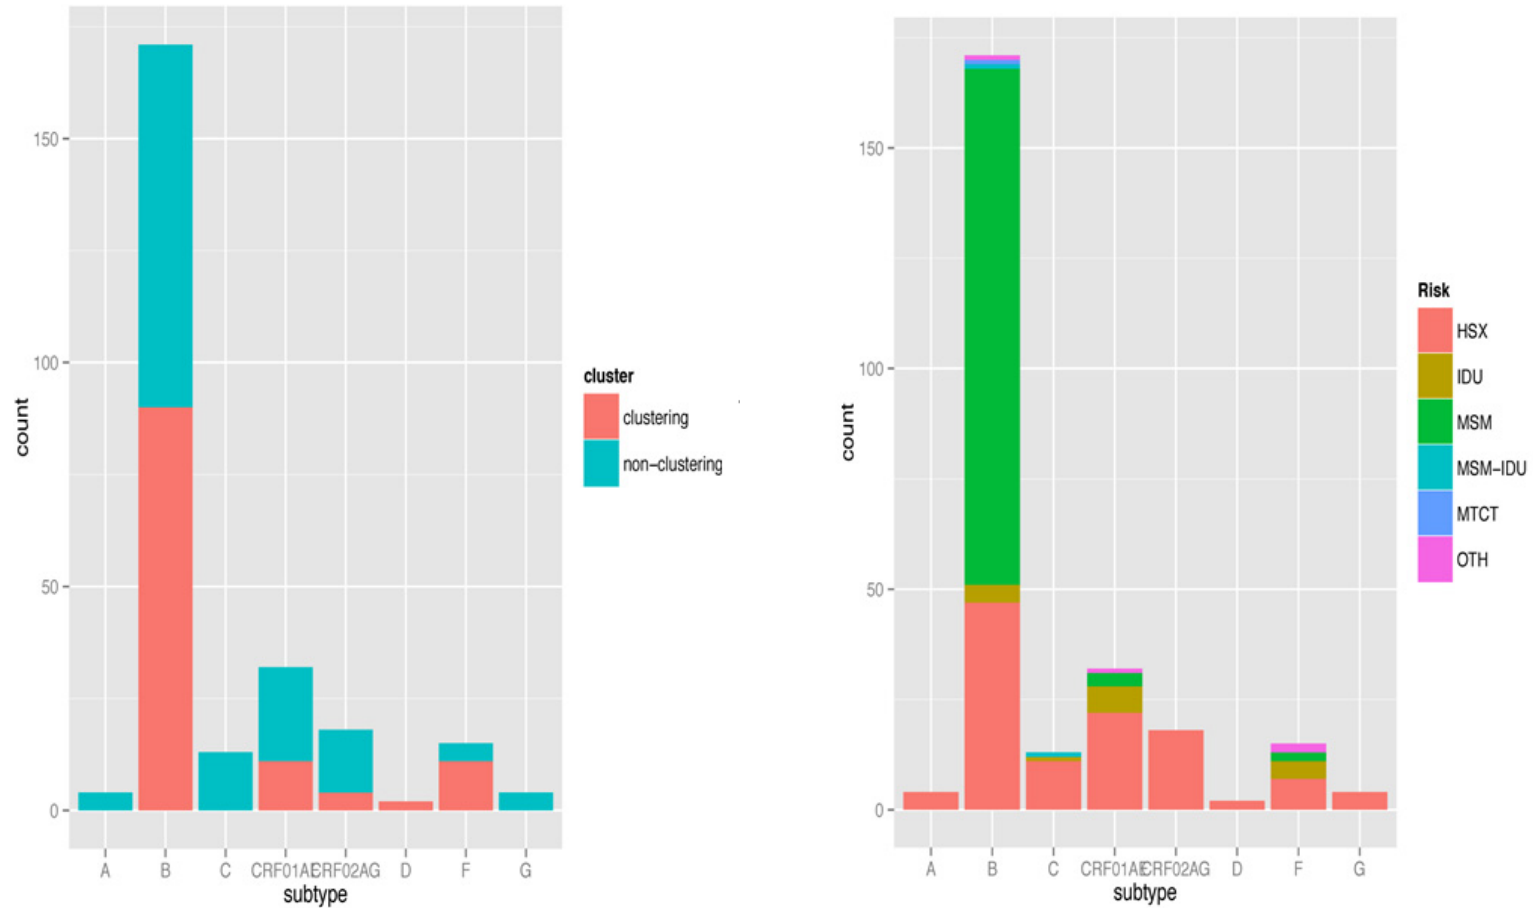 150
100
50
0
count
A B C CRF01AE CRF02AG D F G
subtype
cluster
clustering
non-clustering
150
100
50
0
count
A B C CRF01AE CRF02AG D F G
subtype
Risk
HSX
IDU
MSM
MSM-IDU
MTCT
OTH